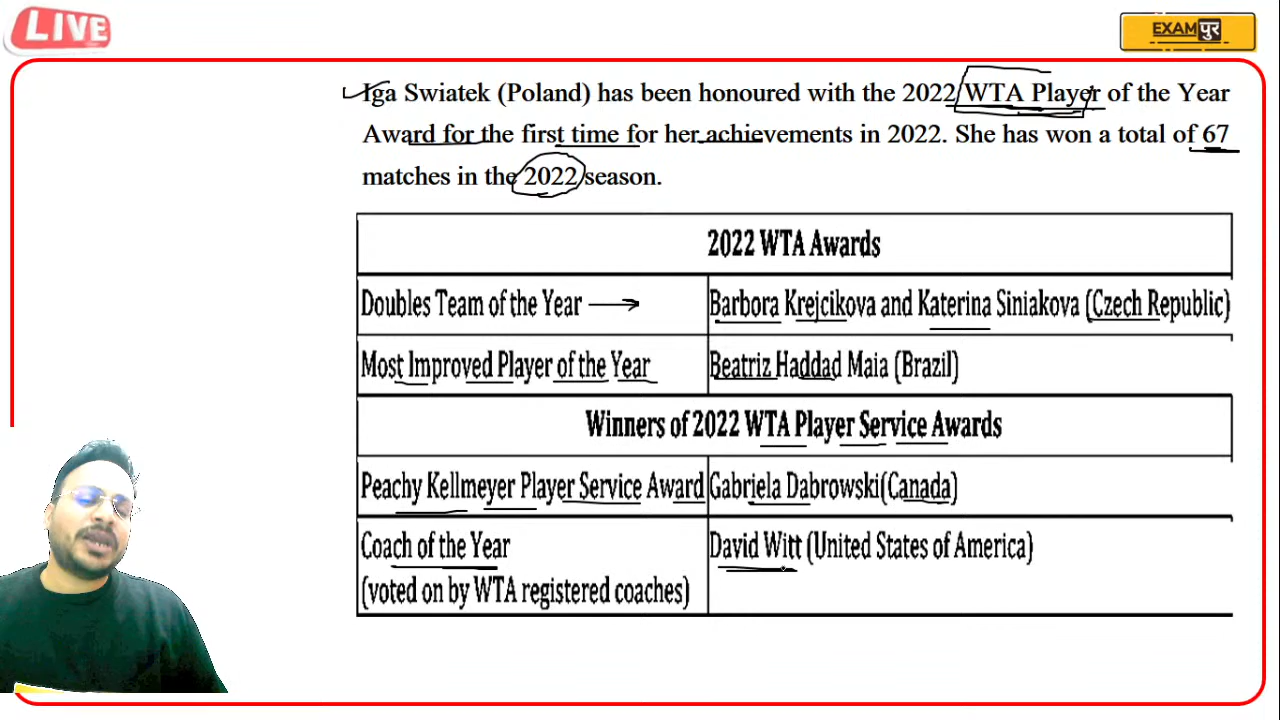 LIVE
EXAMपुर
Iga Swiatek (Poland) has been honoured with the 2022 WTA Player of the Year
Award for the first time for her achievements in 2022. She has won a total of 67
matches in the 2022 season.
2022 WTA Awards
Doubles Team of the Year Barbora Krejcikova and Katerina Siniakova (Czech Republic)
Most Improved Player of the Year Beatriz Haddad Maia (Brazil)
Winners of 2022 WTA Player Service Awards
Peachy Kellmeyer Player Service Award Gabriela Dabrowski(Canada)
Coach of the Year David Witt (United States of America)
(voted on by WTA registered coaches)